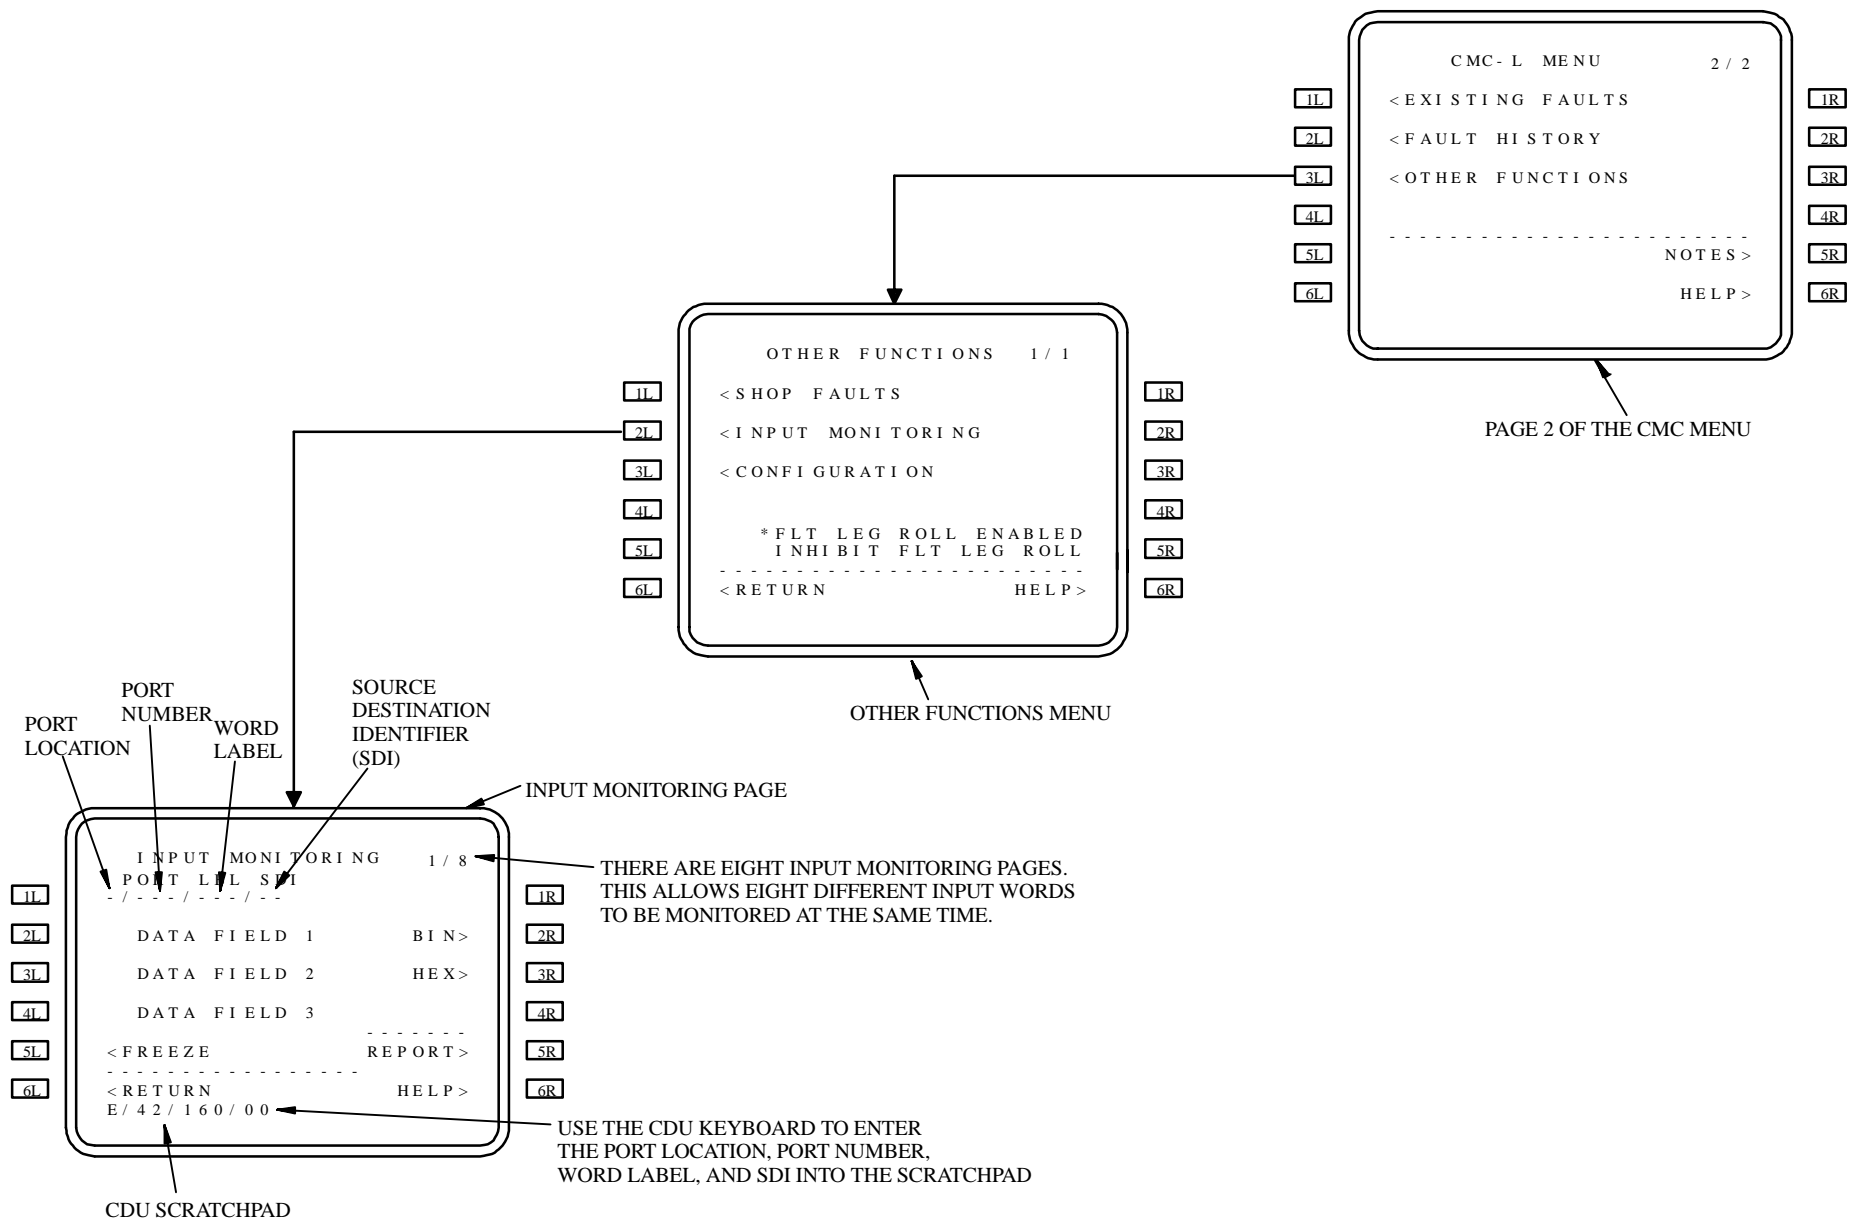 CMC-L MENU 2/2
1L <EXISTING FAULTS 1R
2L <FAULT HISTORY 2R
3L <OTHER FUNCTIONS 3R
4L 4R
- - - - - - - - - - - - - - - - - - - - - - - -
5L NOTES> 5R
6L HELP> 6R
PAGE 2 OF THE CMC MENU
OTHER FUNCTIONS 1/1
1L <SHOP FAULTS 1R
2L <INPUT MONITORING 2R
3L <CONFIGURATION 3R
4L 4R
*FLT LEG ROLL ENABLED
5L INHIBIT FLT LEG ROLL 5R
- - - - - - - - - - - - - - - - - - - - - - - -
6L <RETURN HELP> 6R
OTHER FUNCTIONS MENU
PORT
LOCATION
PORT
NUMBER
WORD
LABEL
SOURCE
DESTINATION
IDENTIFIER
(SDI)
INPUT MONITORING PAGE
INPUT MONITORING 1/8
PORT LBL SDI
1L -/---/---/-- 1R
2L DATA FIELD 1 BIN> 2R
3L DATA FIELD 2 HEX> 3R
4L DATA FIELD 3 4R
- - - - - - -
5L <FREEZE REPORT> 5R
- - - - - - - - - - - - - - - - -
6L <RETURN HELP> 6R
E/42/160/00
THERE ARE EIGHT INPUT MONITORING PAGES.
THIS ALLOWS EIGHT DIFFERENT INPUT WORDS
TO BE MONITORED AT THE SAME TIME.
USE THE CDU KEYBOARD TO ENTER
THE PORT LOCATION, PORT NUMBER,
WORD LABEL, AND SDI INTO THE SCRATCHPAD
CDU SCRATCHPAD